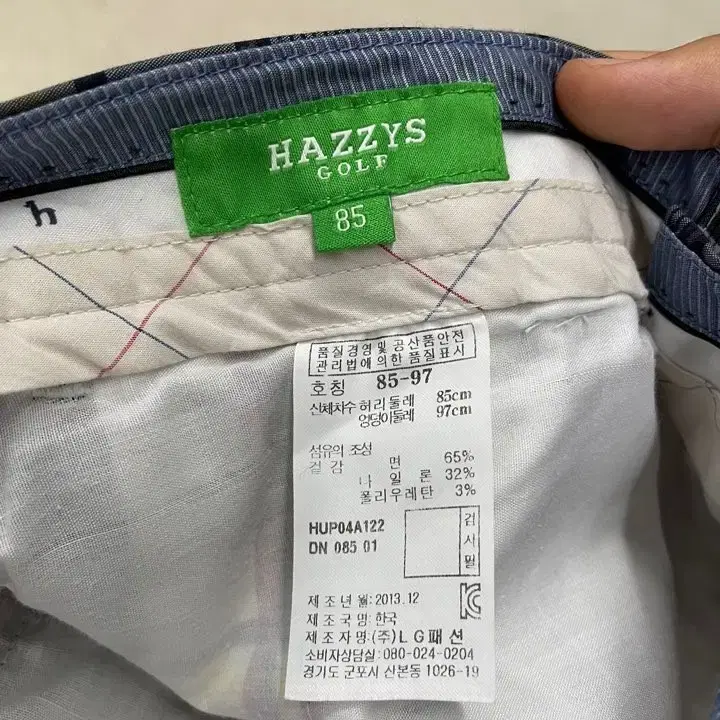 HAZZYS
GOLF
85
h
품질경영 및 공산품안전
관리법에 의한 품질표시
호칭 85-97
신체치수 허리둘레 85cm
엉덩이둘레 97cm
섬유의 조성
겉감 면 65%
나일론 32%
폴리우레탄 3%
HUP04A122
DN 085 01
검사필
제조년월:2013.12
제조국명:한국
제조자명:(주)LG패션
소비자상담실:080-024-0204
경기도 군포시 산본동 1026-19